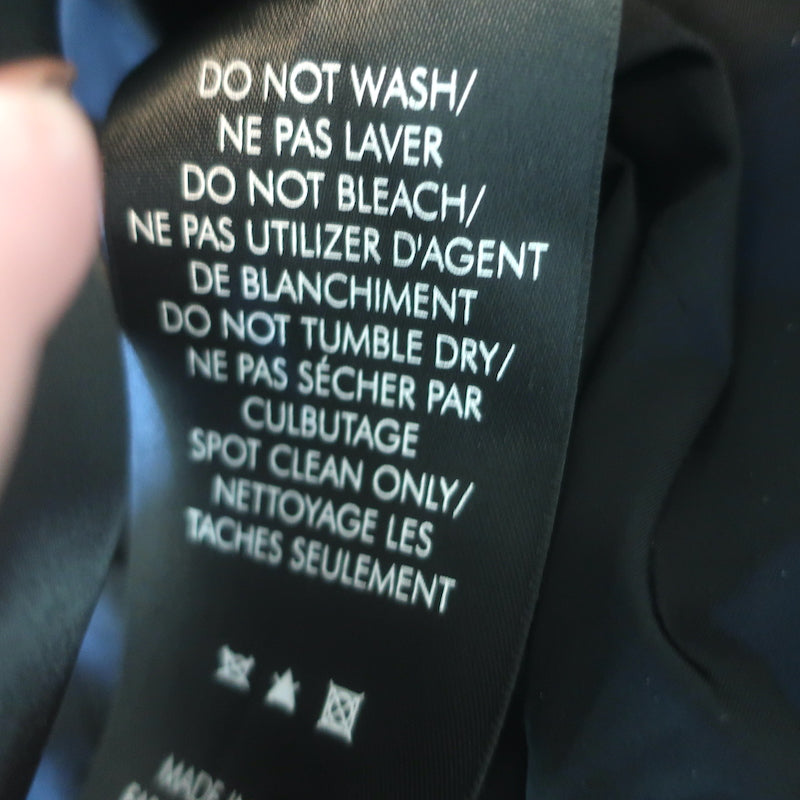 DO NOT WASH/
NE PAS LAVER
DO NOT BLEACH/
NE PAS UTILIZER D'AGENT
DE BLANCHIMENT
DO NOT TUMBLE DRY/
NE PAS SÉCHER PAR
CULBUTAGE
SPOT CLEAN ONLY/
NETTOYAGE LES
TACHES SEULEMENT
MADE